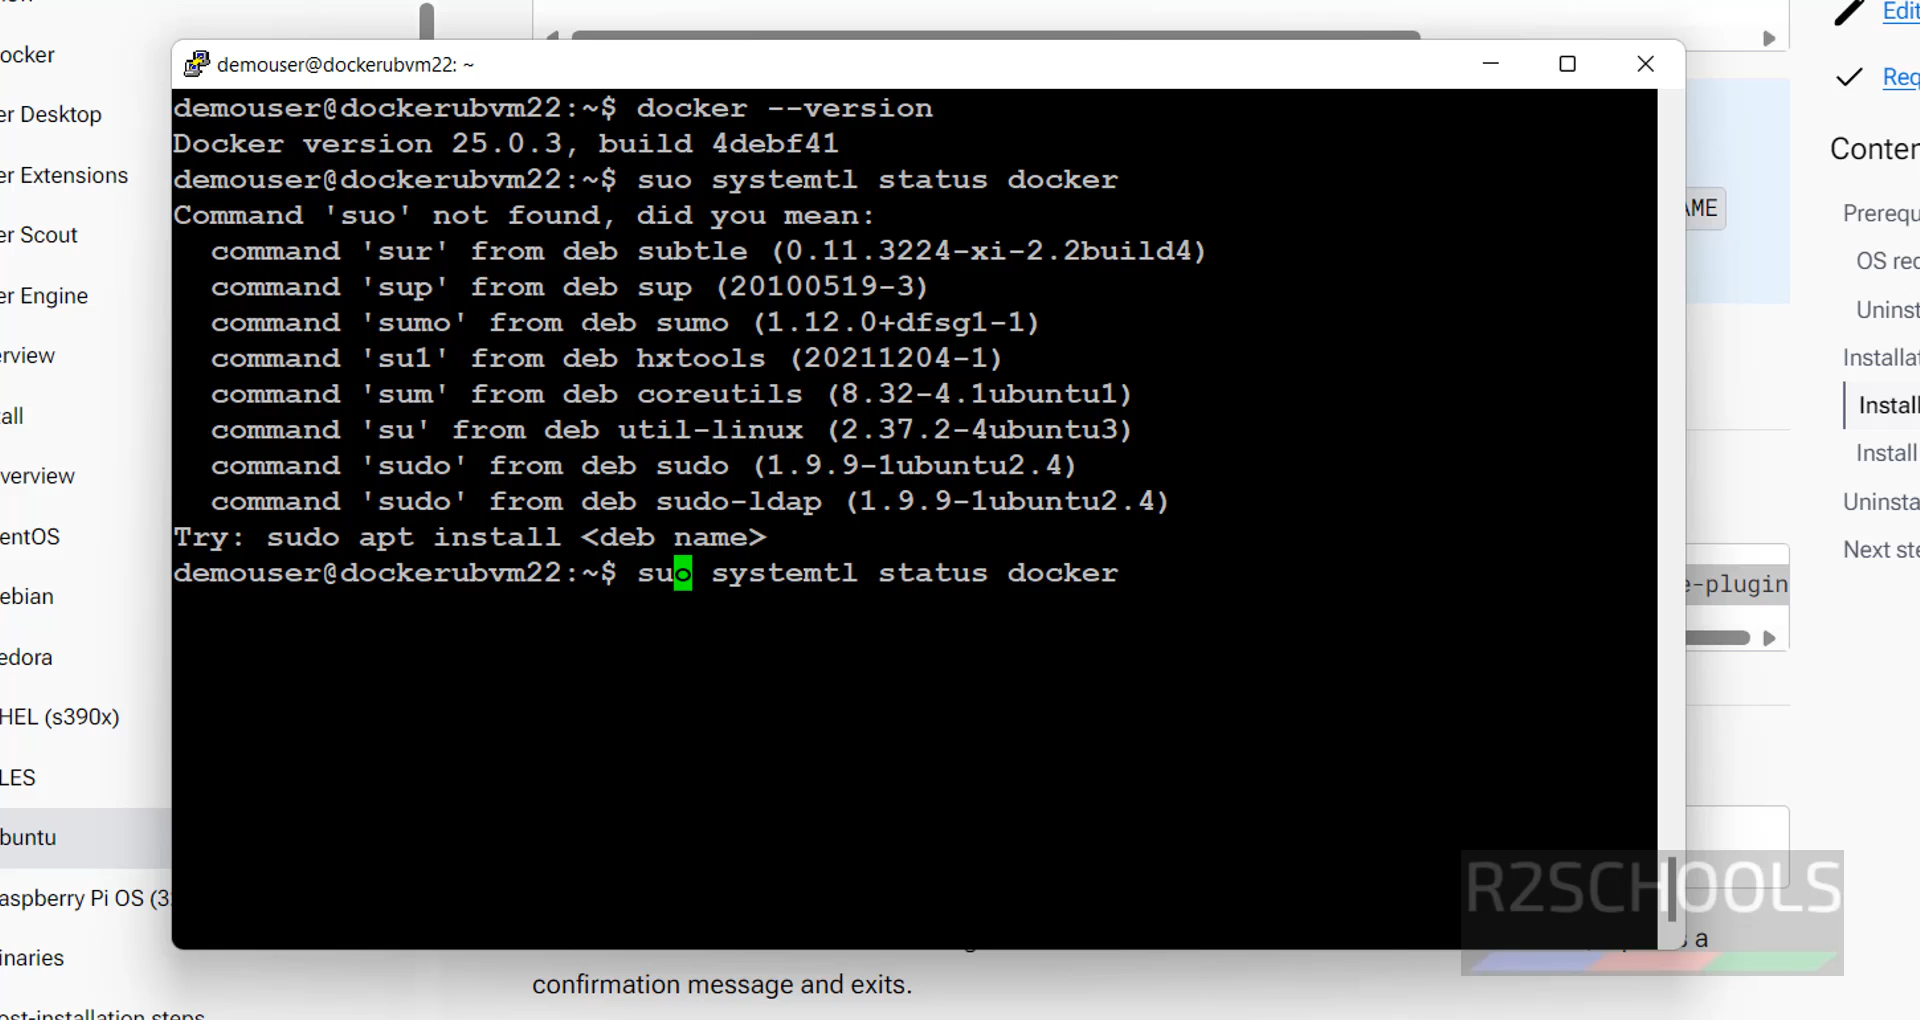 ocker
er Desktop
er Extensions
er Scout
er Engine
erview
all
verview
entOS
ebian
edora
HEL (s390x)
LES
buntu
aspberry Pi OS (3
inaries
ost-installation steps
demouser@dockerubvm22: ~
demouser@dockerubvm22:~$ docker --version
Docker version 25.0.3, build 4debf41
demouser@dockerubvm22:~$ suo systemtl status docker
Command 'suo' not found, did you mean:
command 'sur' from deb subtle (0.11.3224-xi-2.2build4)
command 'sup' from deb sup (20100519-3)
command 'sumo' from deb sumo (1.12.0+dfsg1-1)
command 'su1' from deb hxtools (20211204-1)
command 'sum' from deb coreutils (8.32-4.1ubuntu1)
command 'su' from deb util-linux (2.37.2-4ubuntu3)
command 'sudo' from deb sudo (1.9.9-1ubuntu2.4)
command 'sudo' from deb sudo-ldap (1.9.9-1ubuntu2.4)
Try: sudo apt install <deb name>
demouser@dockerubvm22:~$ suo systemtl status docker
confirmation message and exits.
AME
e-plugin
s a
R2SCHOOLS
Edit
Req
Conten
Prerequ
OS req
Uninst
Installat
Install
Install
Uninsta
Next ste